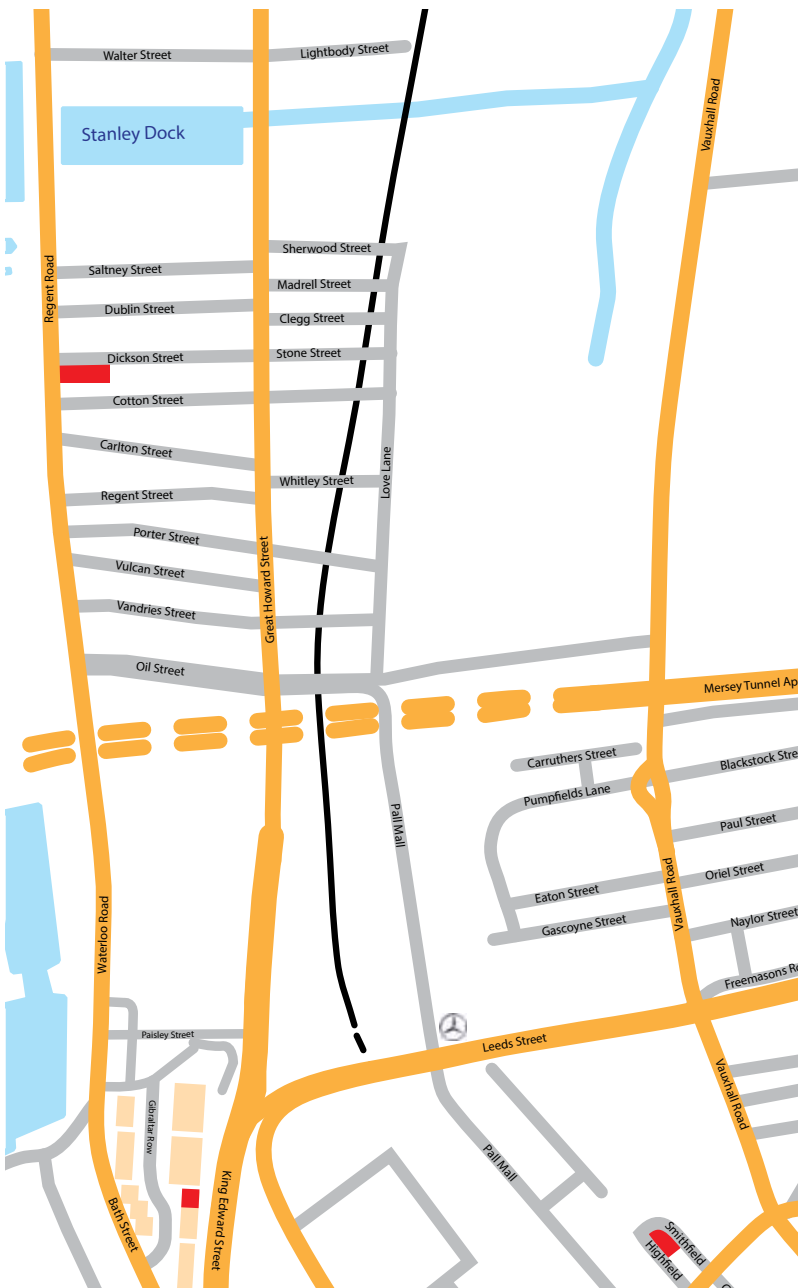 Walter Street
Lightbody Street
Vauxhall Road
Stanley Dock
Sherwood Street
Saltney Street
Regent Road
Madrell Street
Dublin Street
Clegg Street
Dickson Street
Stone Street
Cotton Street
Carlton Street
Love Lane
Whitley Street
Regent Street
Porter Street
Great Howard Street
Vulcan Street
Vandries Street
Oil Street
Mersey Tunnel Ap
Carruthers Street
Blackstock Stre
Pumpfields Lane
Pall Mall
Paul Street
Oriel Street
Eaton Street
Vauxhall Road
Naylor Street
Gascoyne Street
Waterloo Road
Freemasons Ro
Paisley Street
Leeds Street
Vauxhall Road
Gibraltar Row
Pall Mall
King Edward Street
Bath Street
Smithfield
Highfield